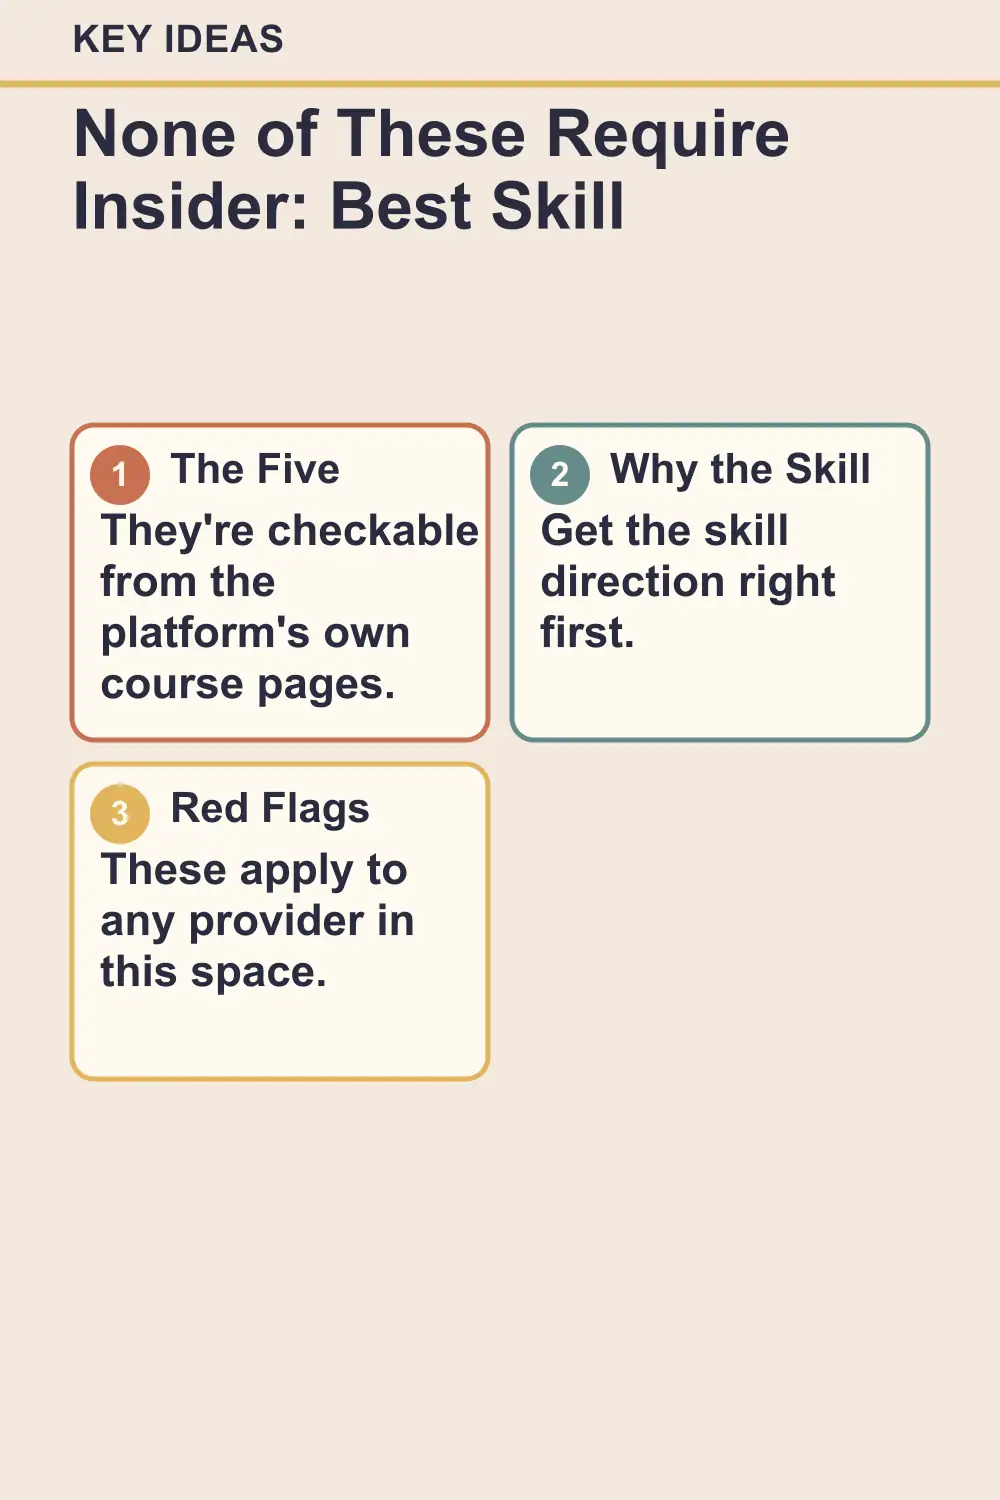 KEY IDEAS
None of These Require
Insider: Best Skill
1 The Five
They're checkable
from the
platform's own
course pages.
2 Why the Skill
Get the skill
direction right
first.
3 Red Flags
These apply to
any provider in
this space.